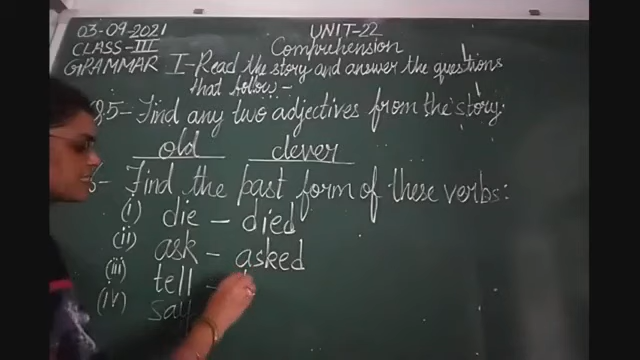 03-09-2021 UNIT-22
CLASS-III Comprehension
GRAMMAR I-Read the story and answer the questions
that follow-
.5- Find any two adjectives from the story.
old clever
- Find the past form of these verbs:
(i) die - died
(ii) ask - asked
(iii) tell -
(iv) say